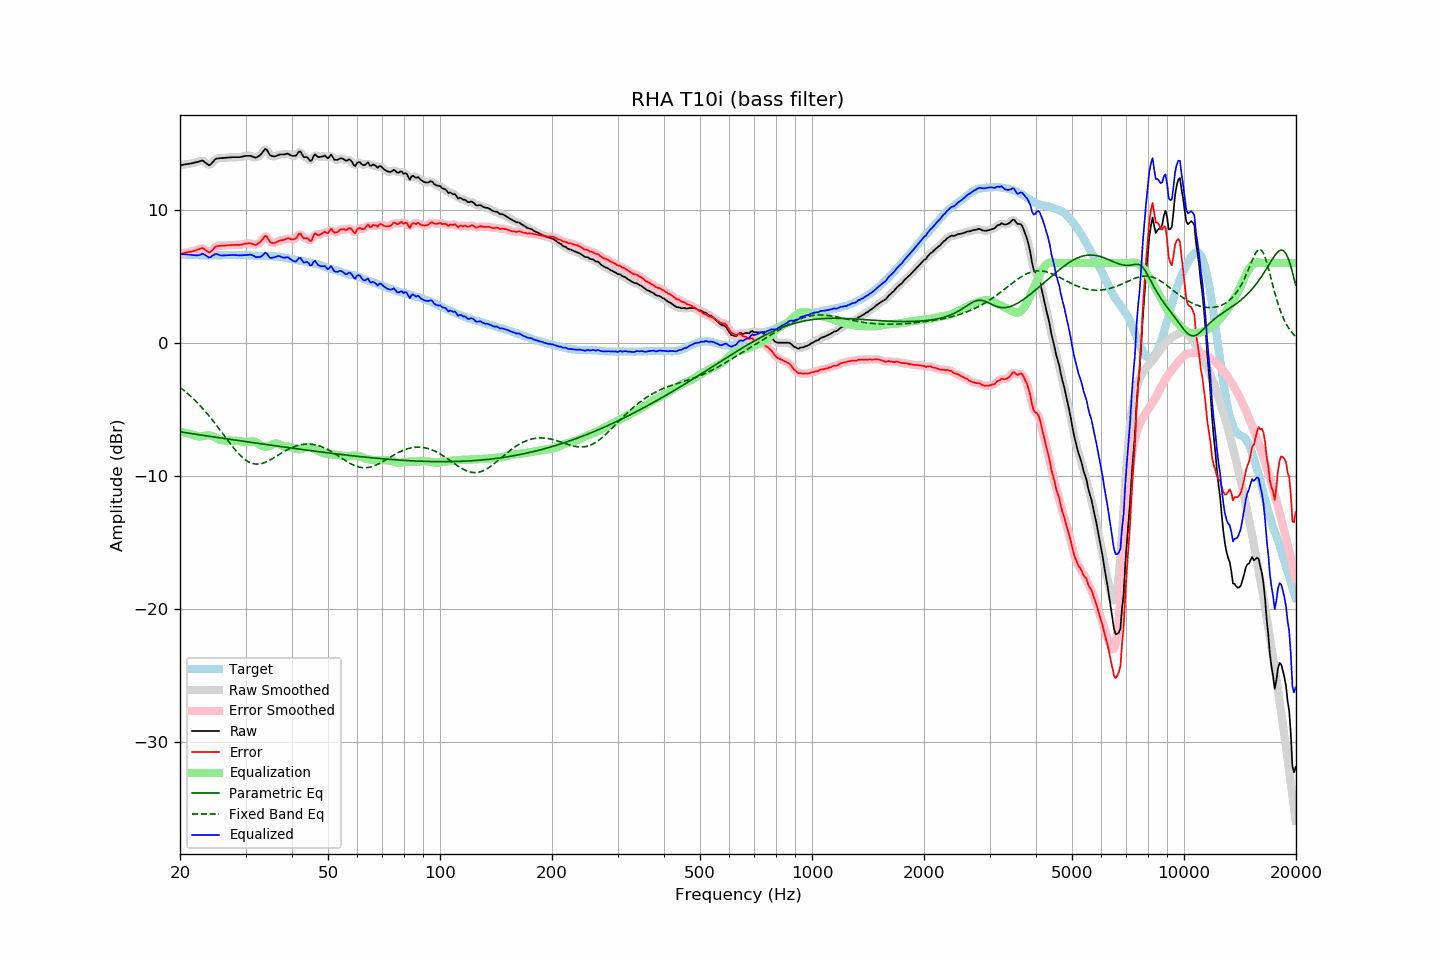 RHA T10i (bass filter)
Amplitude (dBr)
10
0
−10
−20
−30
Target
Raw Smoothed
Error Smoothed
Raw
Error
Equalization
Parametric Eq
Fixed Band Eq
Equalized
20 50 100 200 500 1000 2000 5000 10000 20000
Frequency (Hz)